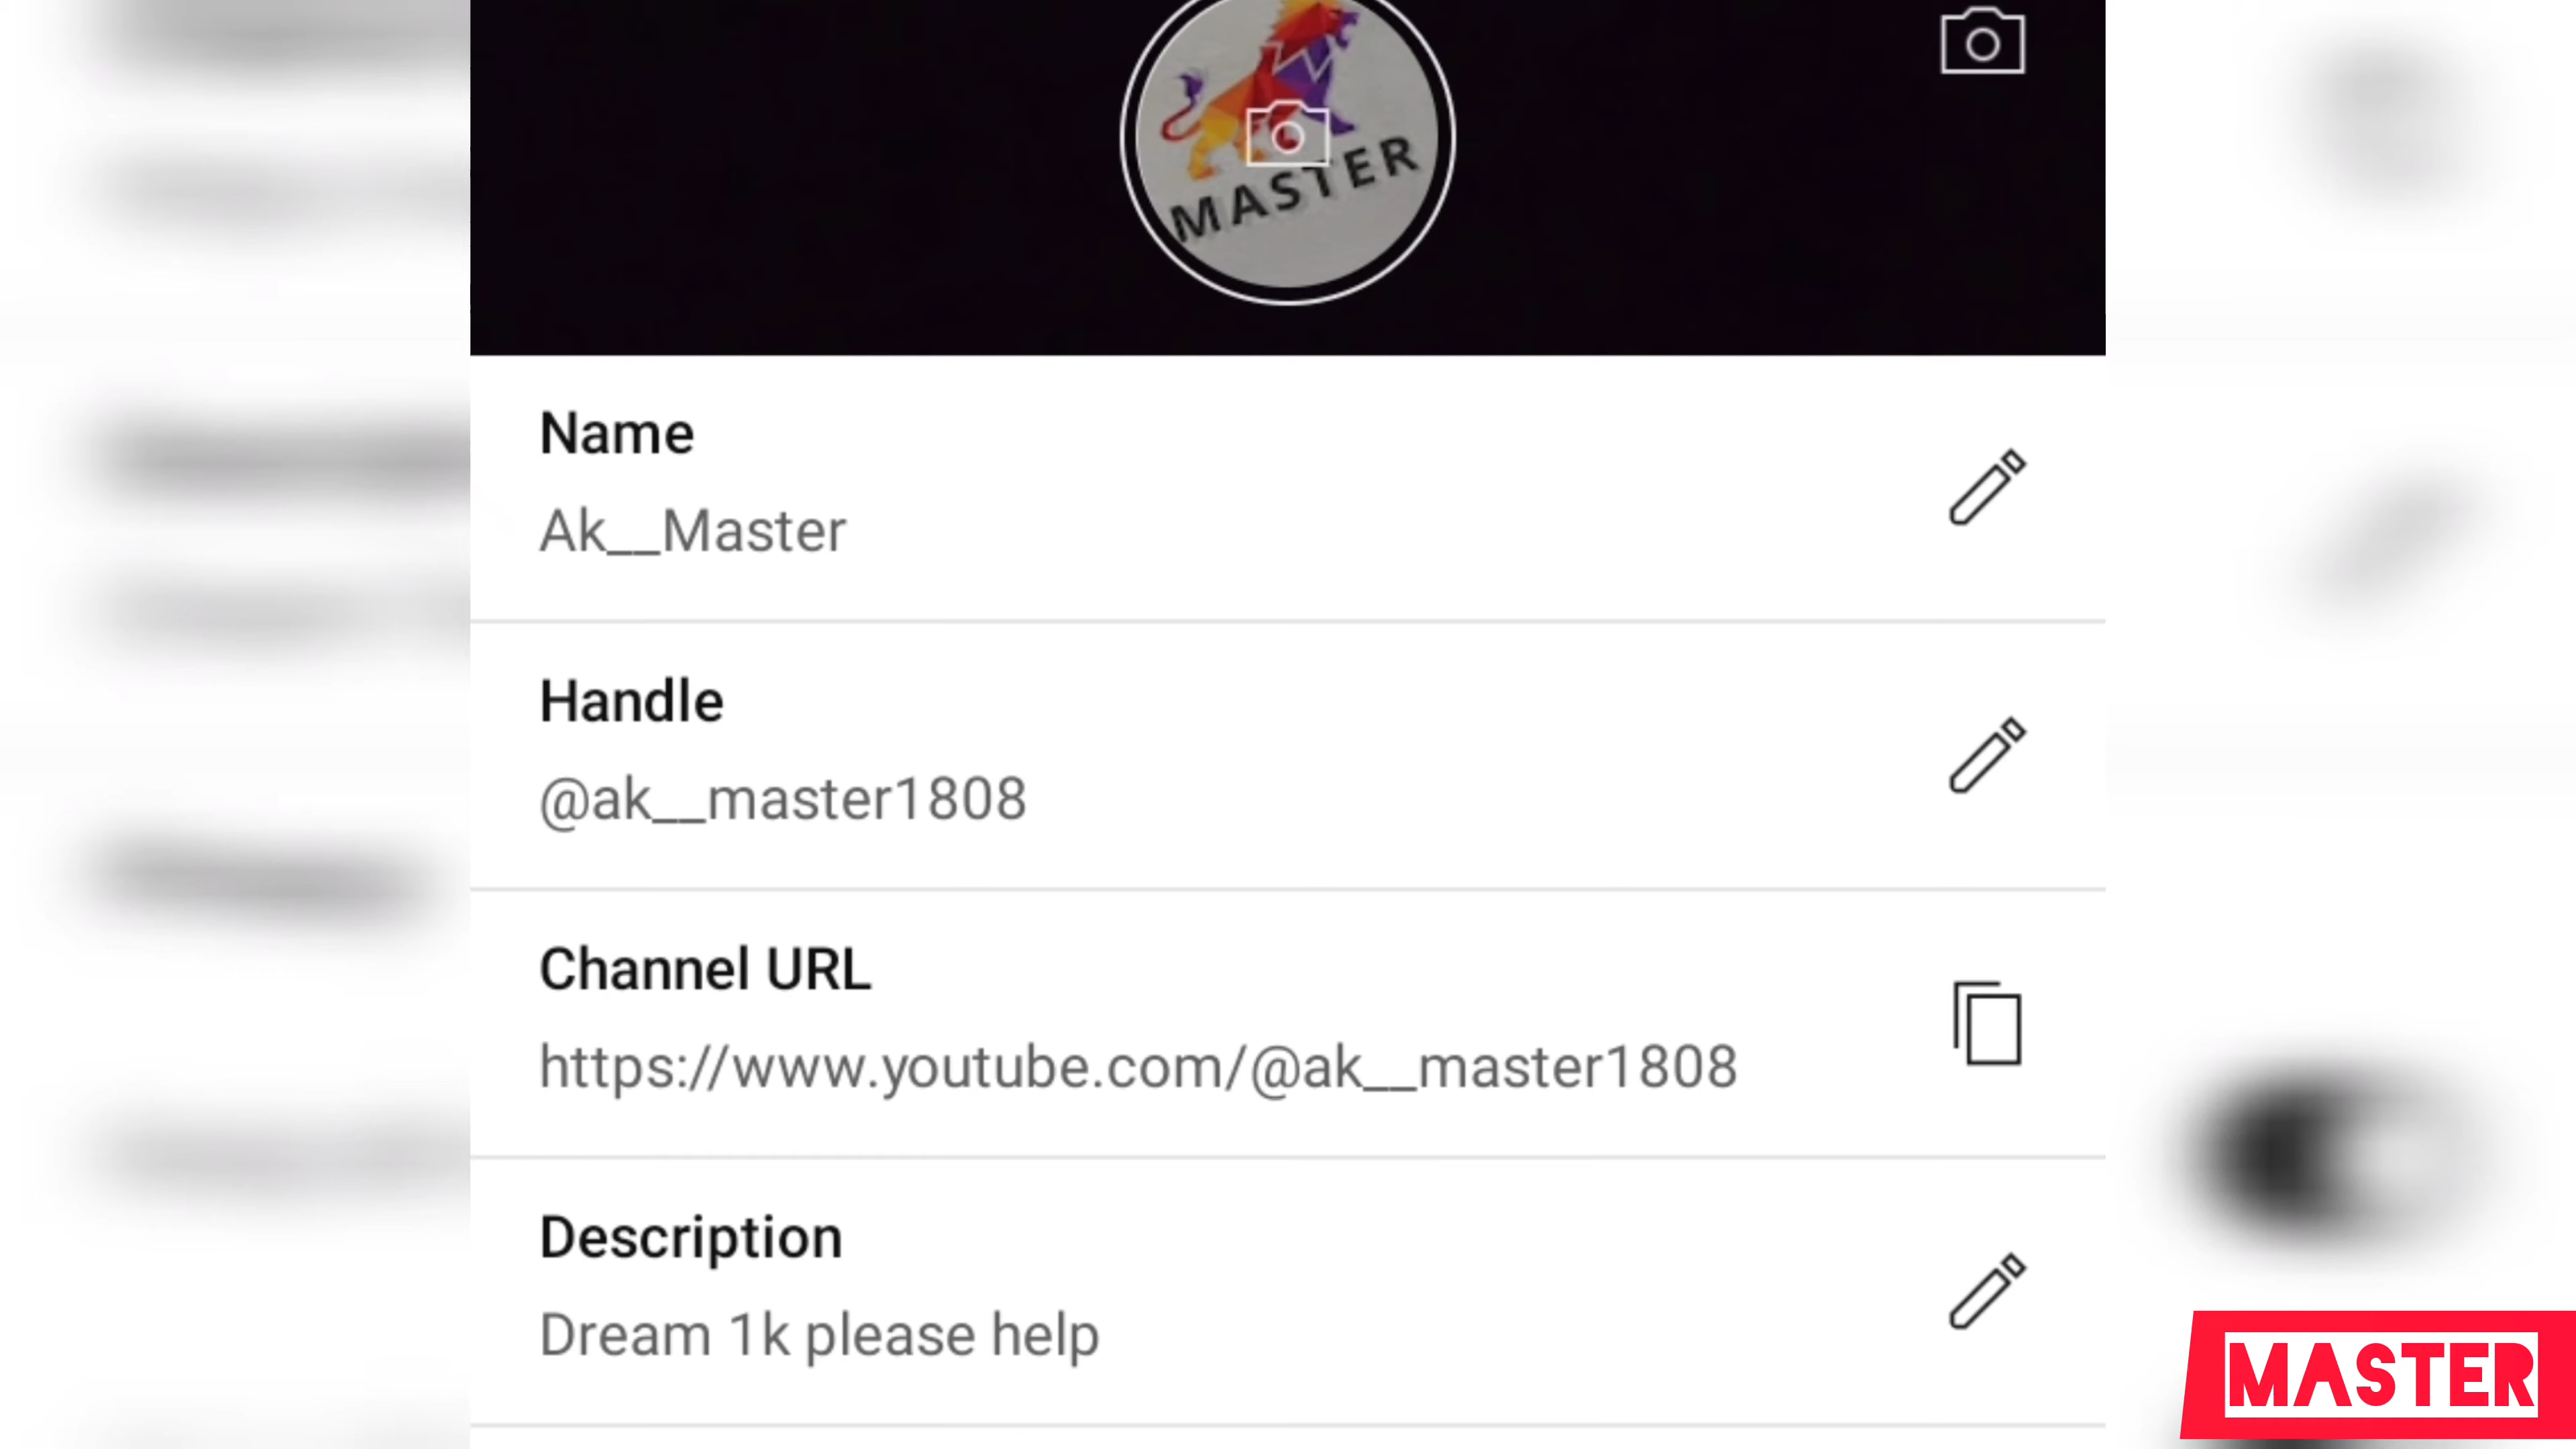 MASTER
Name
Ak__Master
Handle
@ak__master1808
Channel URL
https://www.youtube.com/@ak__master1808
Description
Dream 1k please help
MASTER